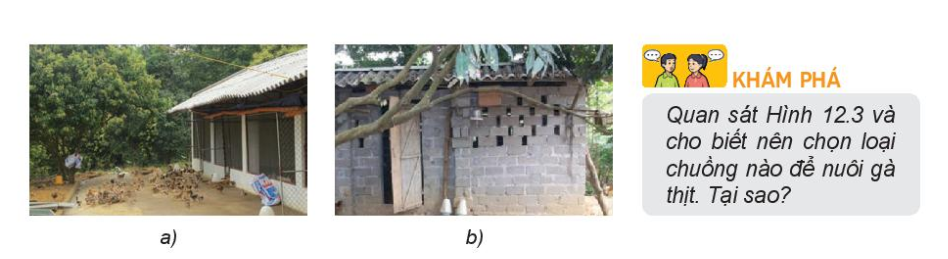 a)
b)
KHÁM PHÁ
Quan sát Hình 12.3 và
cho biết nên chọn loại
chuồng nào để nuôi gà
thịt. Tại sao?